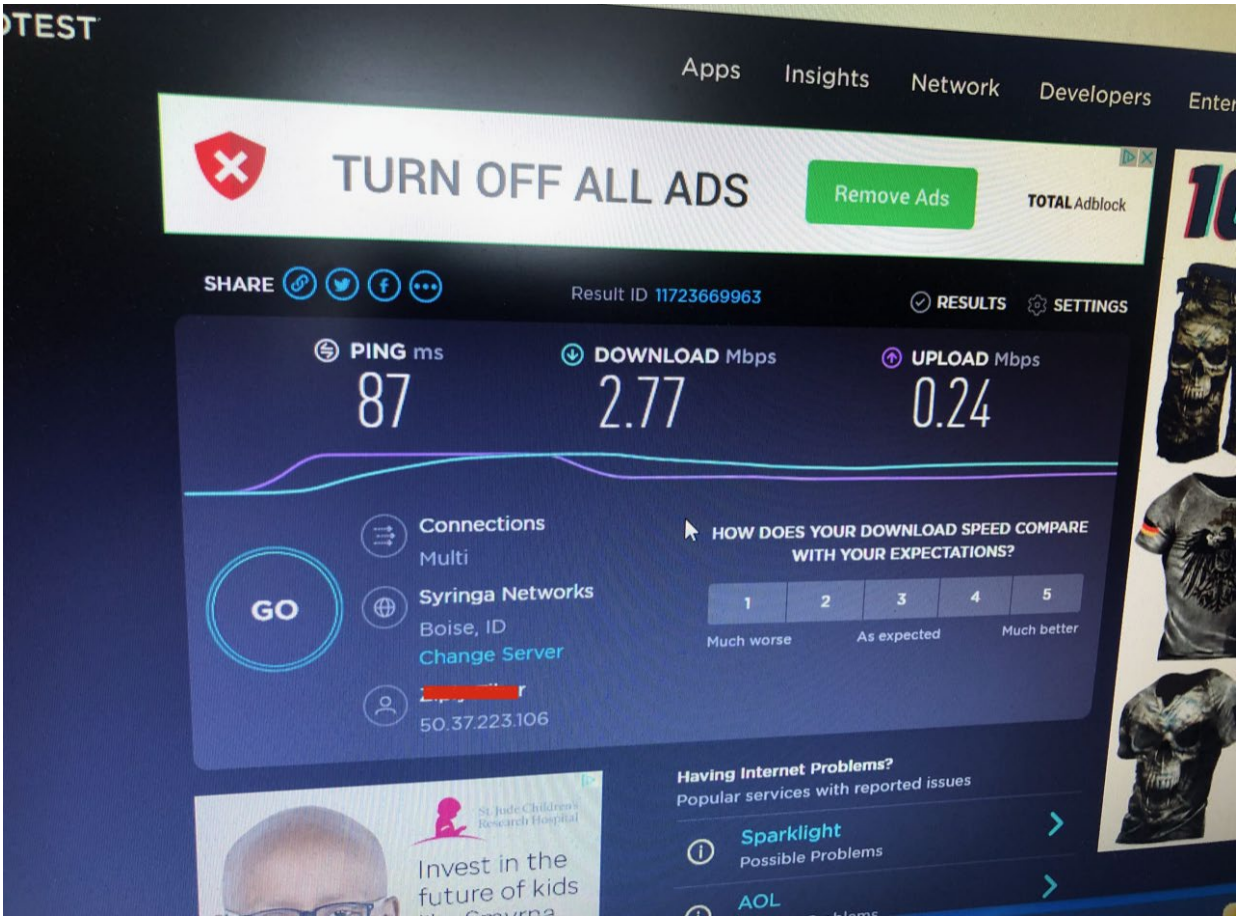 OTEST
Apps Insights Network Developers Enter
TURN OFF ALL ADS
Remove Ads
TOTAL Adblock
10
SHARE
Result ID 11723669963
RESULTS SETTINGS
PING ms
87
DOWNLOAD Mbps
2.77
UPLOAD Mbps
0.24
GO
Connections
Multi
Syringa Networks
Boise, ID
Change Server
r
50.37.223.106
HOW DOES YOUR DOWNLOAD SPEED COMPARE
WITH YOUR EXPECTATIONS?
1 2 3 4 5
Much worse As expected Much better
St. Jude Children's
Research Hospital
Invest in the
future of kids
Having Internet Problems?
Popular services with reported issues
Sparklight
Possible Problems
AOL